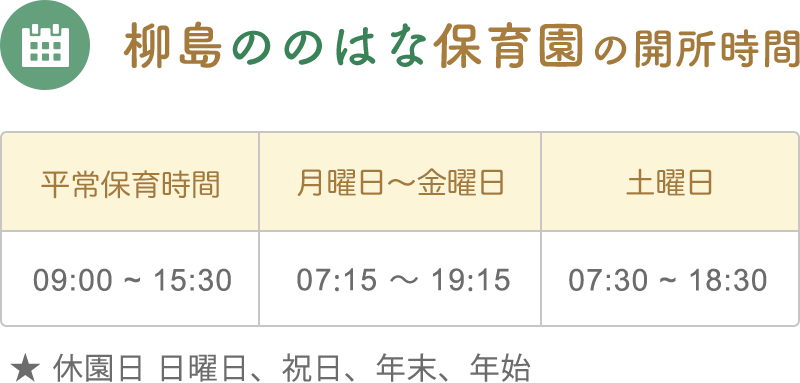 柳島ののはな保育園の開所時間
平常保育時間 月曜日〜金曜日 土曜日
09:00 ~ 15:30 07:15 〜 19:15 07:30 ~ 18:30
★ 休園日 日曜日、祝日、年末、年始